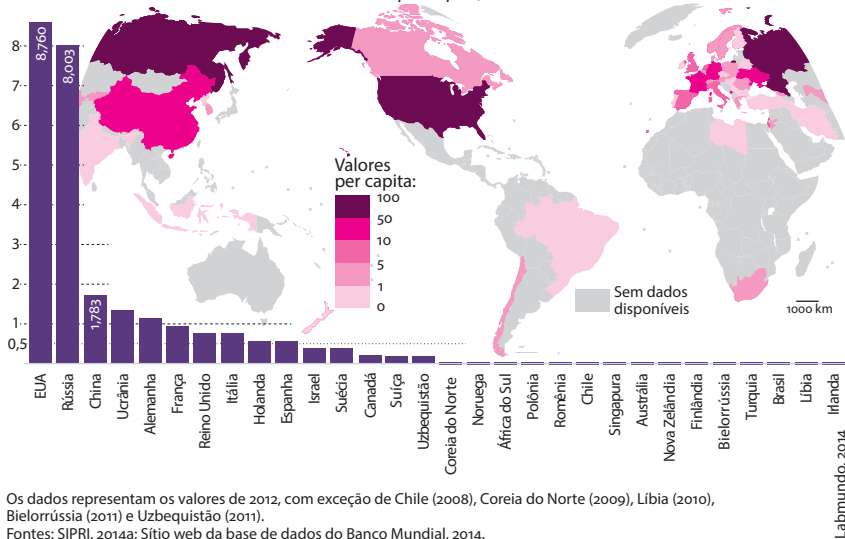 8
7
6
5
4
3
2
1
0,5
8,760
8,003
1,783
Valores
per capita:
100
50
10
5
1
0
Sem dados
disponíveis
1000 km
EUA
Rússia
China
Ucrânia
Alemanha
França
Reino Unido
Itália
Holanda
Espanha
Israel
Suécia
Canadá
Suíça
Uzbequistão
Coreia do Norte
Noruega
África do Sul
Polônia
Romênia
Chile
Singapura
Austrália
Nova Zelândia
Finlândia
Bielorrússia
Turquia
Brasil
Líbia
Irlanda
Labmundo, 2014
Os dados representam os valores de 2012, com exceção de Chile (2008), Coreia do Norte (2009), Líbia (2010),
Bielorrússia (2011) e Uzbequistão (2011).
Fontes: SIPRI, 2014a; Sítio web da base de dados do Banco Mundial, 2014.